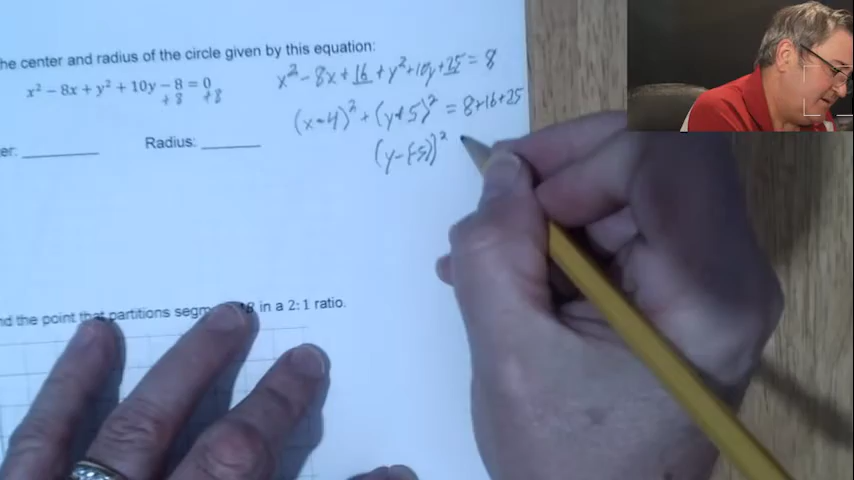 he center and radius of the circle given by this equation:
x² - 8x + y² + 10y - 8 = 0
+8 +8
x² - 8x + 16 + y² + 10y + 25 = 8
(x - 4)² + (y + 5)² = 8 + 16 + 25
(y - (-5))²
er: ________ Radius: ________
nd the point that partitions segm B in a 2:1 ratio.